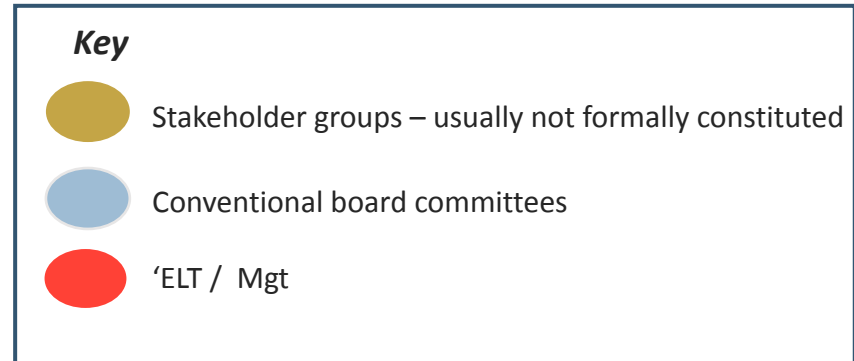 Key
Stakeholder groups – usually not formally constituted
Conventional board committees
‘ELT / Mgt